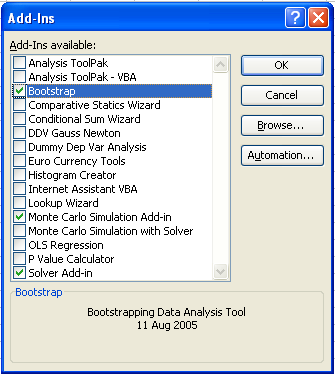 Add-Ins
Add-Ins available:
Analysis ToolPak
Analysis ToolPak - VBA
Bootstrap
Comparative Statics Wizard
Conditional Sum Wizard
DDV Gauss Newton
Dummy Dep Var Analysis
Euro Currency Tools
Histogram Creator
Internet Assistant VBA
Lookup Wizard
Monte Carlo Simulation Add-in
Monte Carlo Simulation with Solver
OLS Regression
P Value Calculator
Solver Add-in
OK
Cancel
Browse...
Automation...
Bootstrap
Bootstrapping Data Analysis Tool
11 Aug 2005